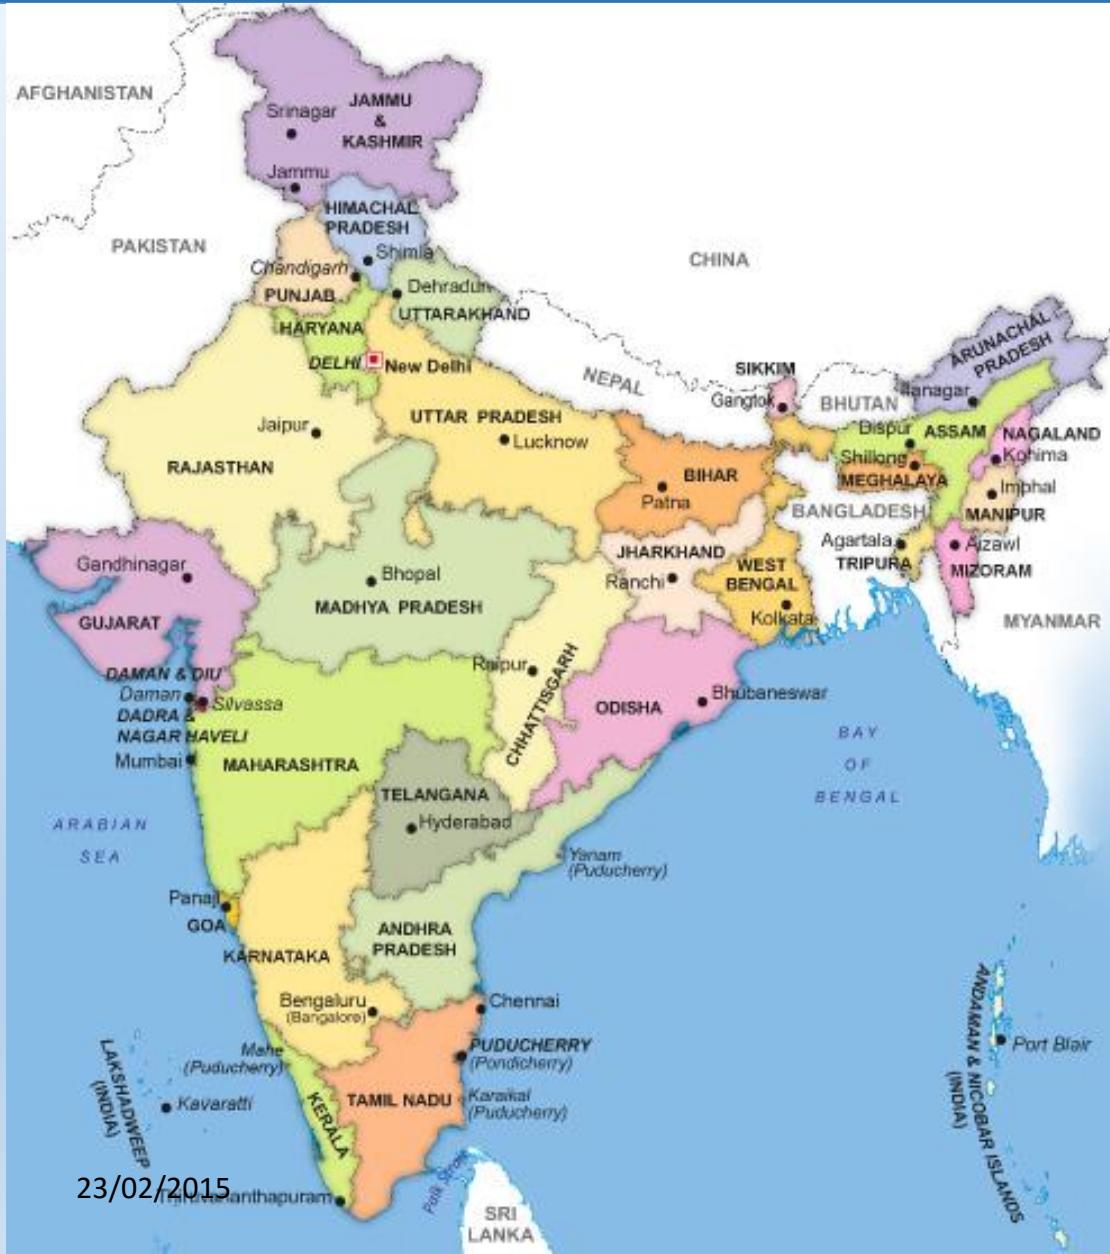 AFGHANISTAN
JAMMU
&
KASHMIR
Srinagar
Jammu
HIMACHAL
PRADESH
PAKISTAN
Shimla
CHINA
Chandigarh
PUNJAB
Dehradun
UTTARAKHAND
HARYANA
DELHI
New Delhi
NEPAL
SIKKIM
Gangtok
BHUTAN
ARUNACHAL
PRADESH
Itanagar
UTTAR PRADESH
Jaipur
Lucknow
Dispur
ASSAM
NAGALAND
Kohima
RAJASTHAN
BIHAR
Patna
Shillong
MEGHALAYA
Imphal
MANIPUR
BANGLADESH
JHARKHAND
Ranchi
WEST
BENGAL
Kolkata
Agartala
TRIPURA
Aizawl
MIZORAM
MYANMAR
Gandhinagar
GUJARAT
Bhopal
MADHYA PRADESH
Raipur
CHHATTISGARH
ODISHA
Bhubaneswar
DAMAN & DIU
Daman
Silvassa
DADRA &
NAGAR HAVELI
Mumbai
MAHARASHTRA
TELANGANA
Hyderabad
BAY
OF
BENGAL
ARABIAN
SEA
Yanam
(Puducherry)
Panaji
GOA
KARNATAKA
ANDHRA
PRADESH
Bengaluru
(Bangalore)
Chennai
Mahe
(Puducherry)
PUDUCHERRY
(Pondicherry)
TAMIL NADU
Karaikal
(Puducherry)
KERALA
LAKSHADWEEP
(INDIA)
Kavaratti
ANDAMAN & NICOBAR ISLANDS
(INDIA)
Port Blair
23/02/2015
Thiruvananthapuram
Palk Strait
SRI
LANKA